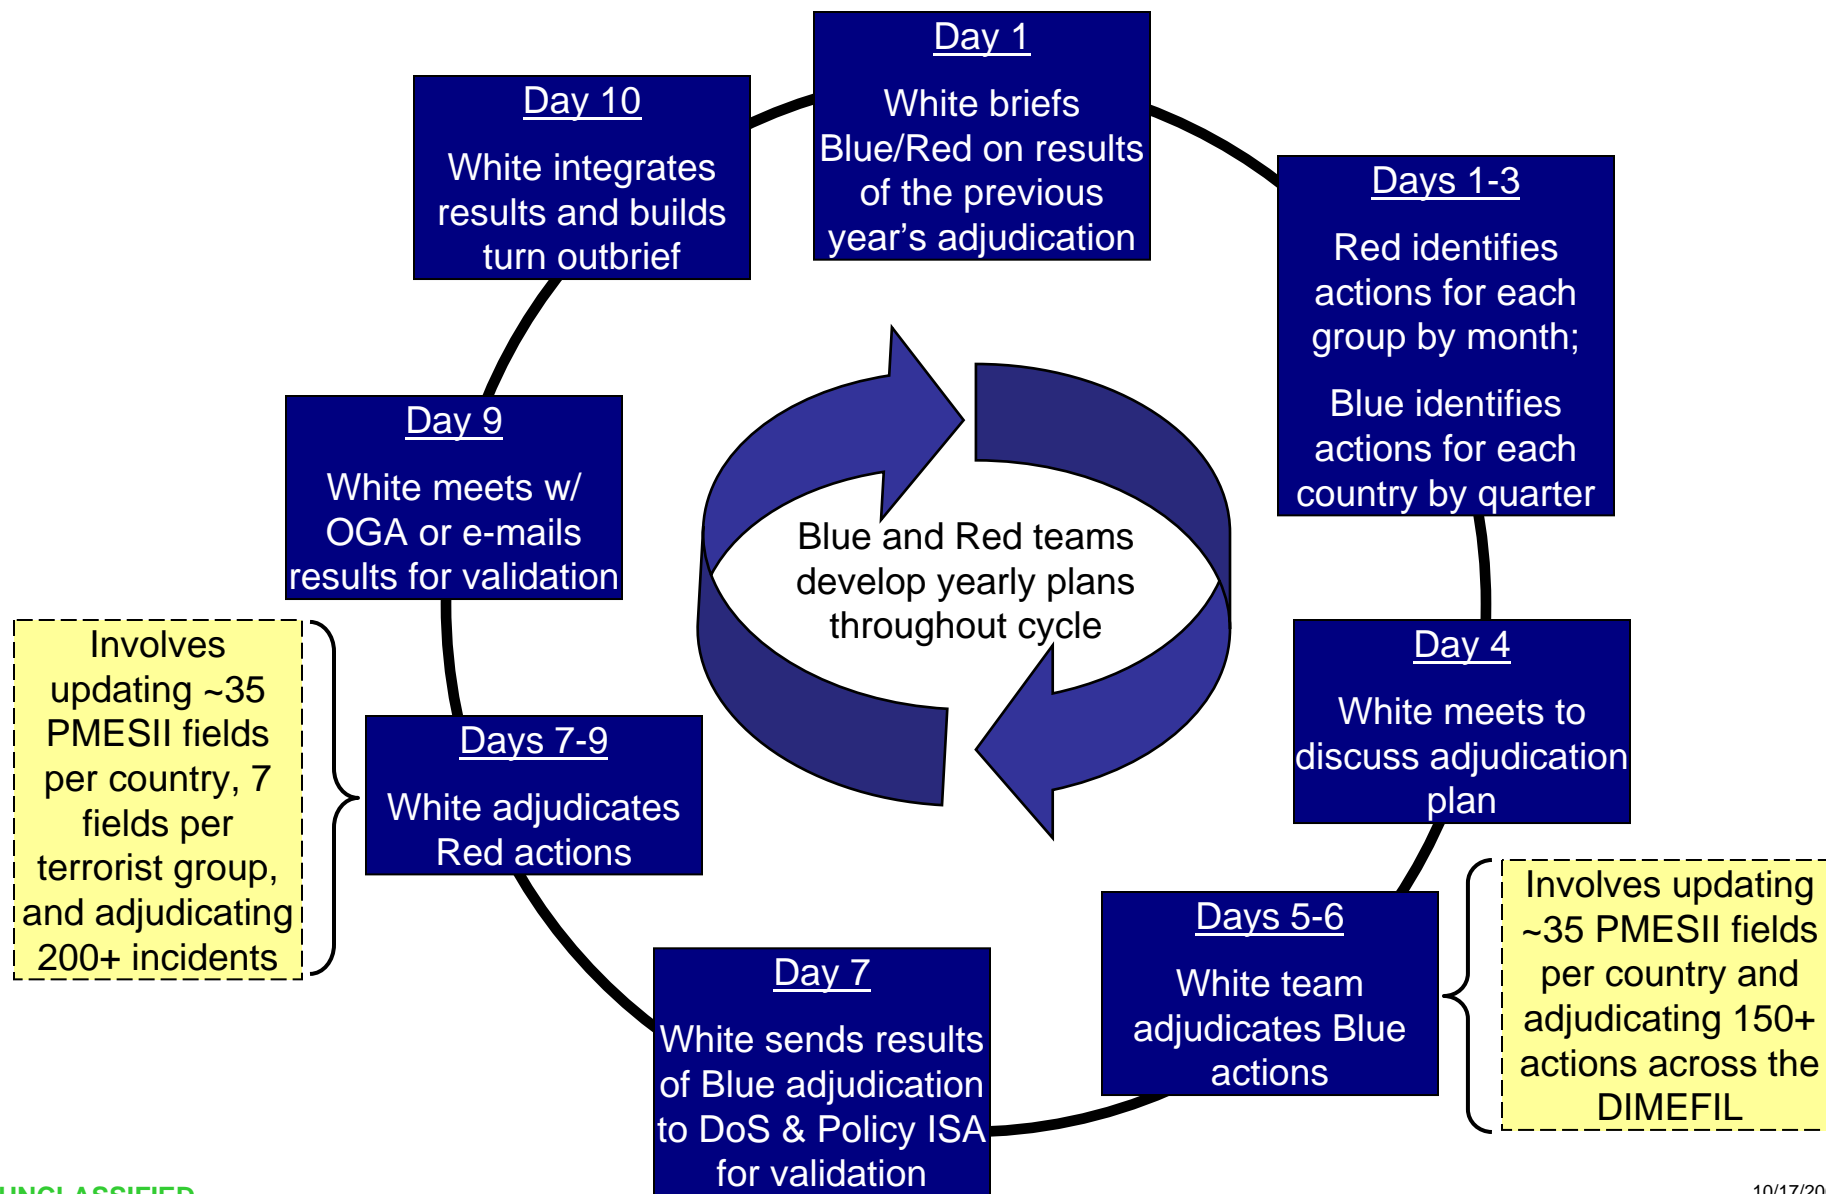 Day 1
White briefs
Blue/Red on results
of the previous
year’s adjudication
Days 1-3
Red identifies
actions for each
group by month;
Blue identifies
actions for each
country by quarter
Day 4
White meets to
discuss adjudication
plan
Days 5-6
White team
adjudicates Blue
actions
Involves updating
~35 PMESII fields
per country and
adjudicating 150+
actions across the
DIMEFIL
Day 7
White sends results
of Blue adjudication
to DoS & Policy ISA
for validation
Days 7-9
White adjudicates
Red actions
Involves
updating ~35
PMESII fields
per country, 7
fields per
terrorist group,
and adjudicating
200+ incidents
Day 9
White meets w/
OGA or e-mails
results for validation
Day 10
White integrates
results and builds
turn outbrief
Blue and Red teams
develop yearly plans
throughout cycle
UNCLASSIFIED
10/17/20